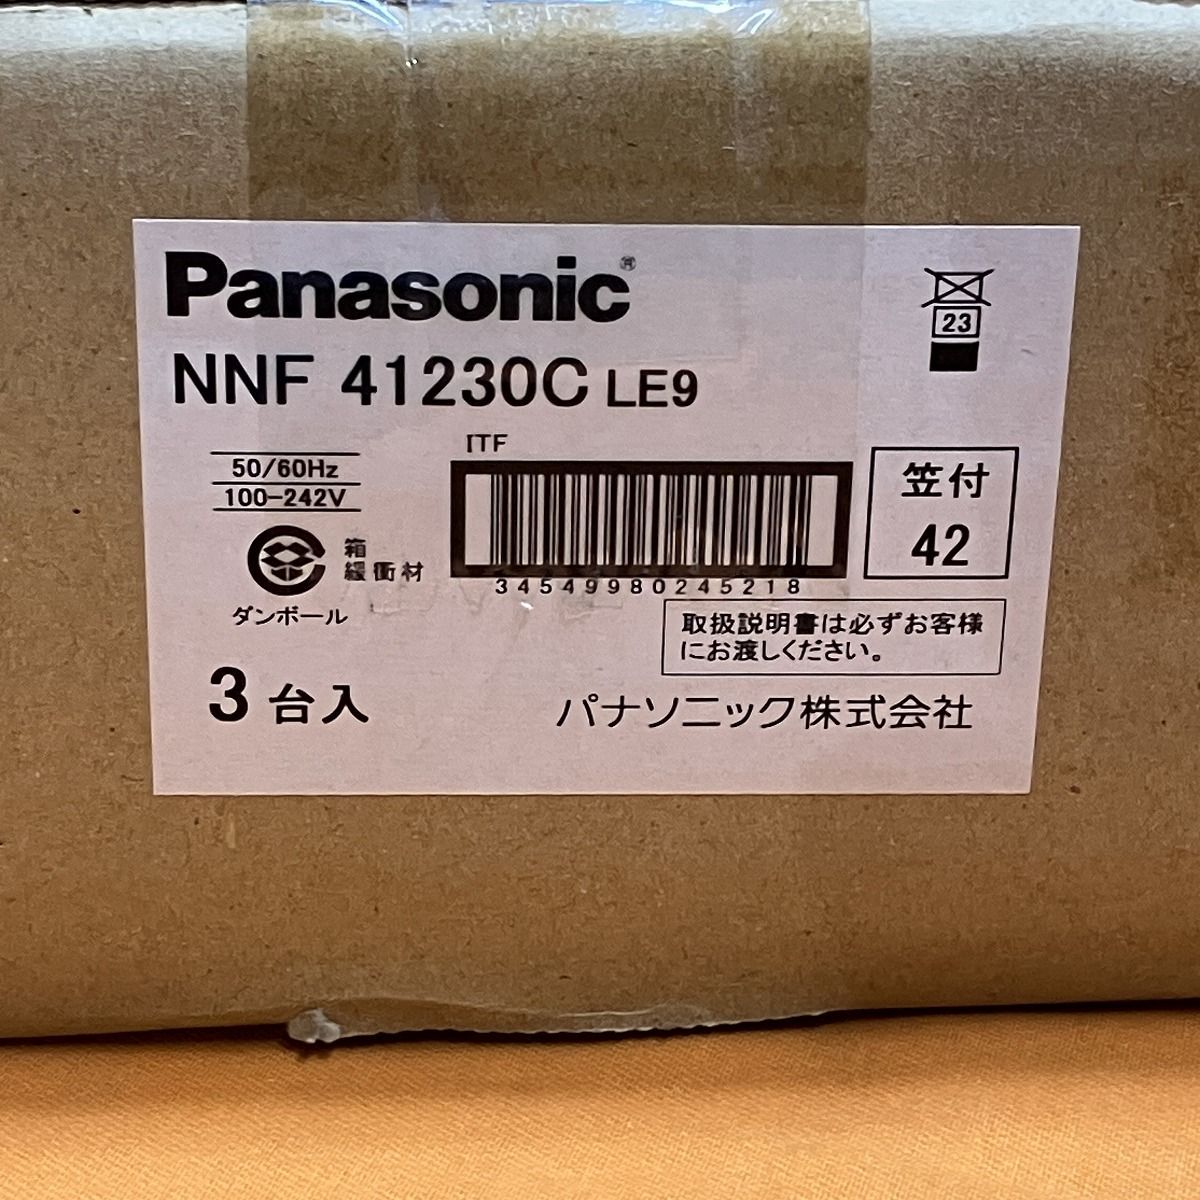 Panasonic®
NNF 41230C LE9
23
ITF
50/60Hz
100-242V
笠付
42
箱
緩衝材
ダンボール
34549980245218
取扱説明書は必ずお客様
にお渡しください。
3 台入
パナソニック株式会社